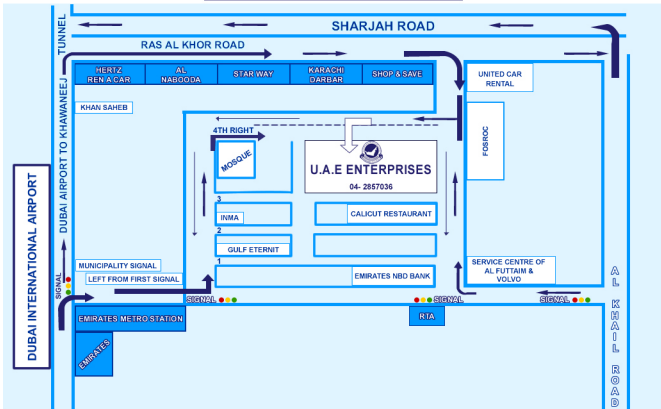 SHARJAH ROAD
TUNNEL
RAS AL KHOR ROAD
HERTZ
REN A CAR
AL
NABOODA
STAR WAY
KARACHI
DARBAR
SHOP & SAVE
UNITED CAR
RENTAL
KHAN SAHEB
FOSROC
4TH RIGHT
MOSQUE
U.A.E ENTERPRISES
04- 2857036
DUBAI AIRPORT TO KHAWANEEJ
DUBAI INTERNATIONAL AIRPORT
3
INMA
CALICUT RESTAURANT
2
GULF ETERNIT
1
EMIRATES NBD BANK
MUNICIPALITY SIGNAL
LEFT FROM FIRST SIGNAL
SIGNAL
SERVICE CENTRE OF
AL FUTTAIM &
VOLVO
SIGNAL
SIGNAL
SIGNAL
EMIRATES METRO STATION
RTA
EMIRATES
AL KHAIL ROAD